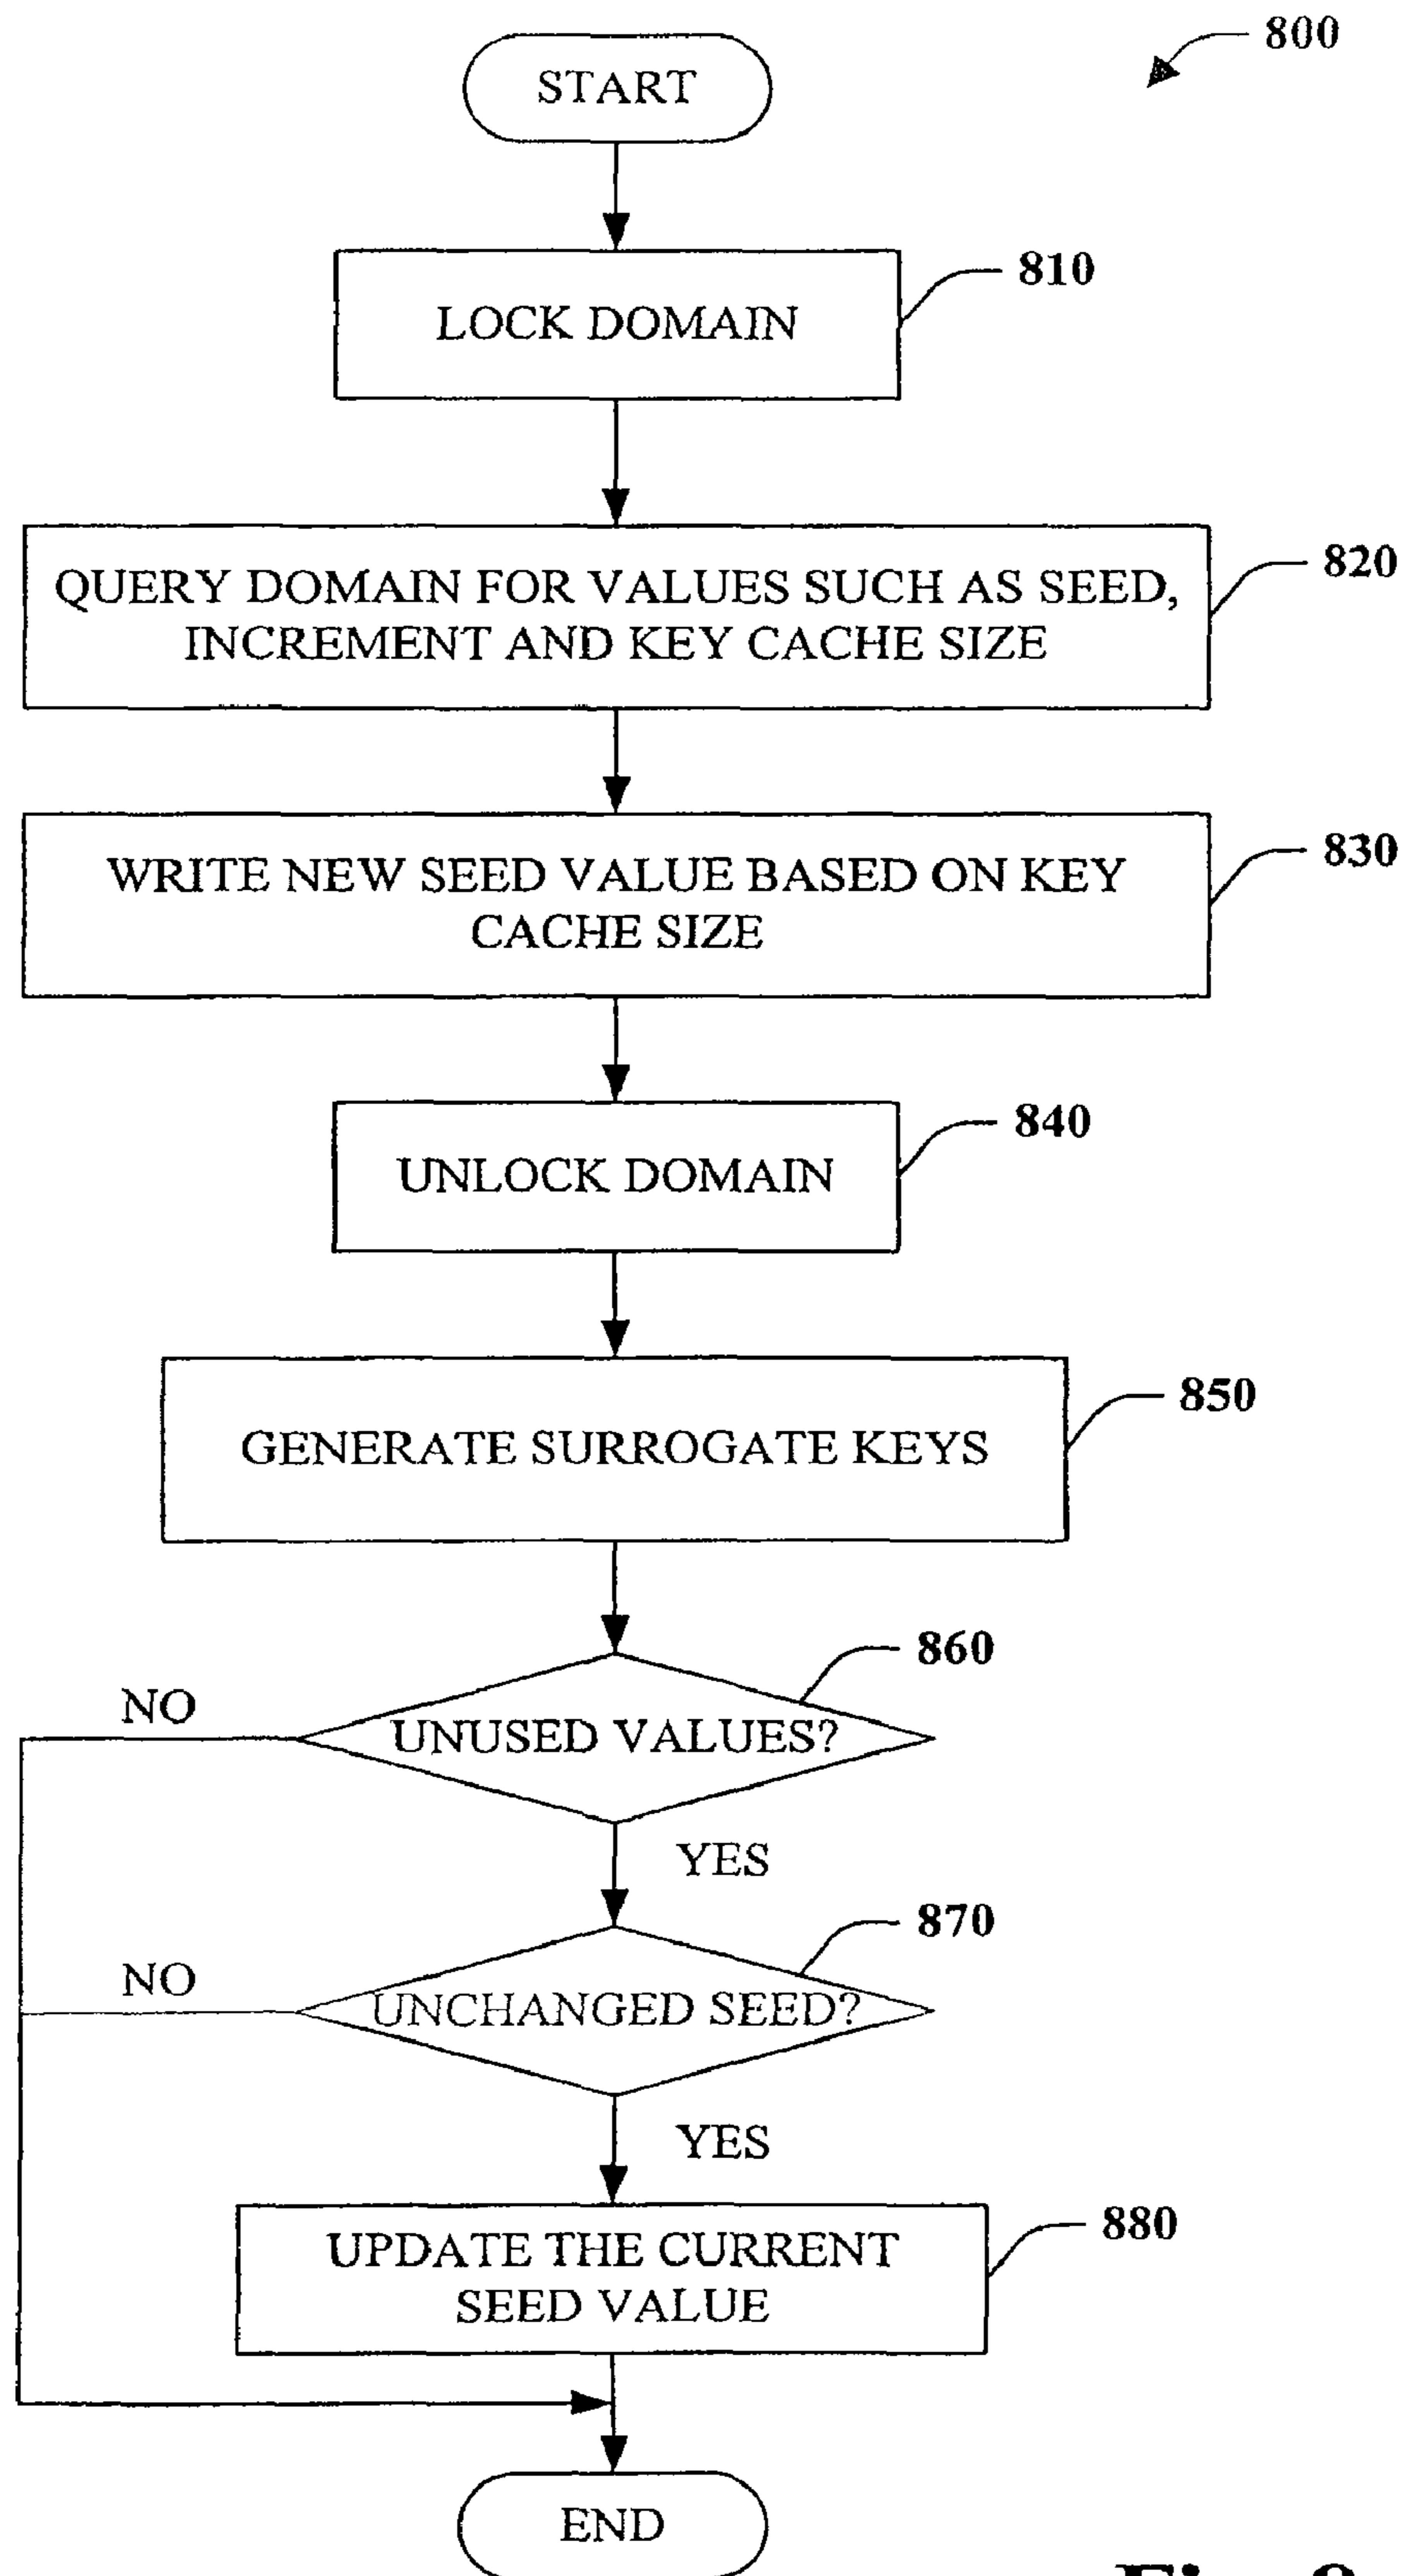 800
START
810
LOCK DOMAIN
820
QUERY DOMAIN FOR VALUES SUCH AS SEED,
INCREMENT AND KEY CACHE SIZE
830
WRITE NEW SEED VALUE BASED ON KEY
CACHE SIZE
840
UNLOCK DOMAIN
850
GENERATE SURROGATE KEYS
860
NO
UNUSED VALUES?
YES
870
NO
UNCHANGED SEED?
YES
880
UPDATE THE CURRENT
SEED VALUE
END